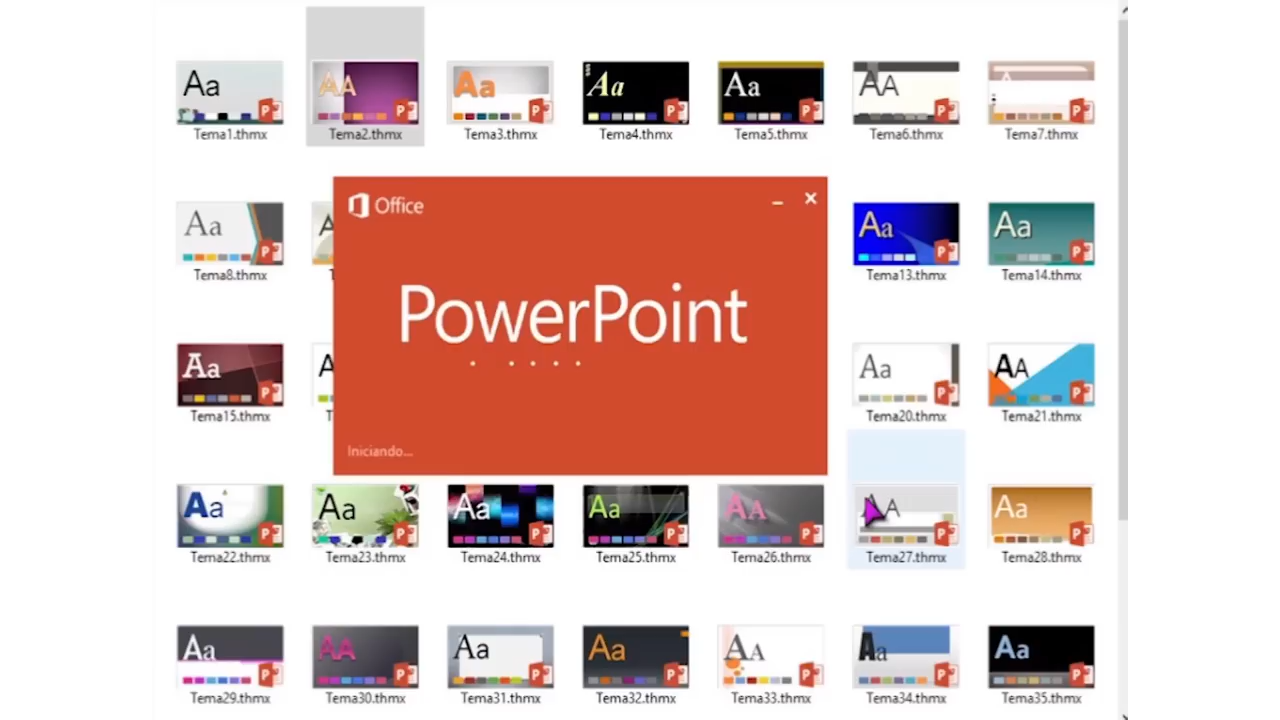 Aa AA Aa Aa Aa AA A
Tema1.thmx Tema2.thmx Tema3.thmx Tema4.thmx Tema5.thmx Tema6.thmx Tema7.thmx
Office
Aa A Aa Aa
Tema8.thmx Tema13.thmx Tema14.thmx
PowerPoint
Aa A Aa AA
Tema15.thmx Tema20.thmx Tema21.thmx
Iniciando...
Aa Aa Aa Aa Aa AA Aa
Tema22.thmx Tema23.thmx Tema24.thmx Tema25.thmx Tema26.thmx Tema27.thmx Tema28.thmx
Aa AA Aa Aa AA Aa Aa
Tema29.thmx Tema30.thmx Tema31.thmx Tema32.thmx Tema33.thmx Tema34.thmx Tema35.thmx